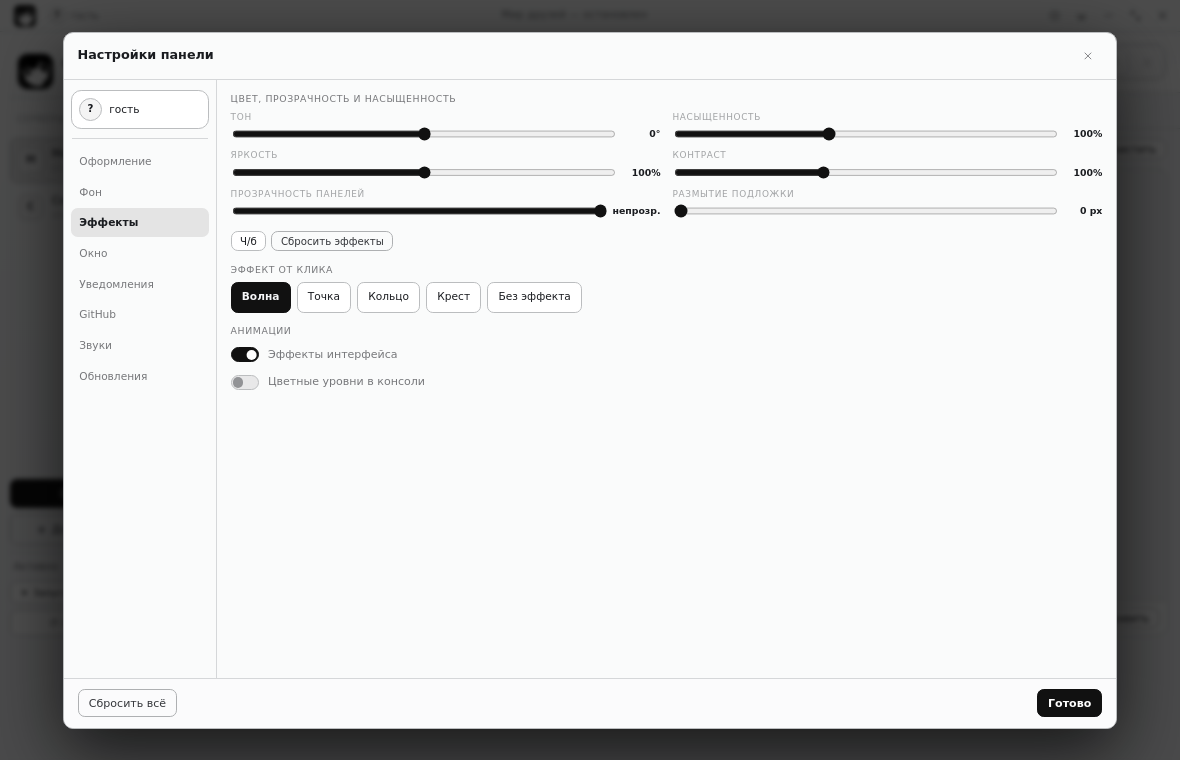 Настройки панели
?
гость
Оформление
Фон
Эффекты
Окно
Уведомления
GitHub
Звуки
Обновления
ЦВЕТ, ПРОЗРАЧНОСТЬ И НАСЫЩЕННОСТЬ
ТОН
0°
НАСЫЩЕННОСТЬ
100%
ЯРКОСТЬ
100%
КОНТРАСТ
100%
ПРОЗРАЧНОСТЬ ПАНЕЛЕЙ
непрозр.
РАЗМЫТИЕ ПОДЛОЖКИ
0 px
Ч/б
Сбросить эффекты
ЭФФЕКТ ОТ КЛИКА
Волна
Точка
Кольцо
Крест
Без эффекта
АНИМАЦИИ
Эффекты интерфейса
Цветные уровни в консоли
Сбросить всё
Готово